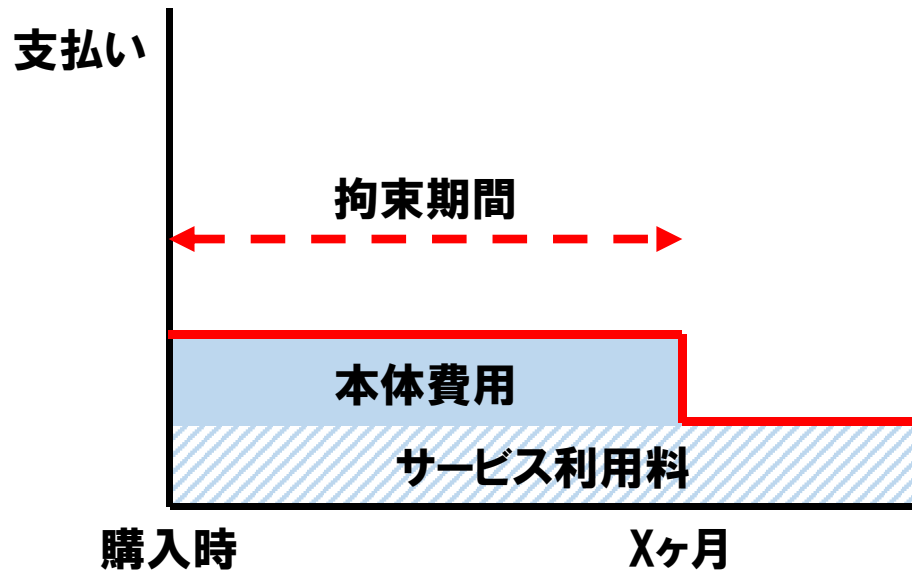 支払い
拘束期間
本体費用
サービス利用料
購入時
Xヶ月